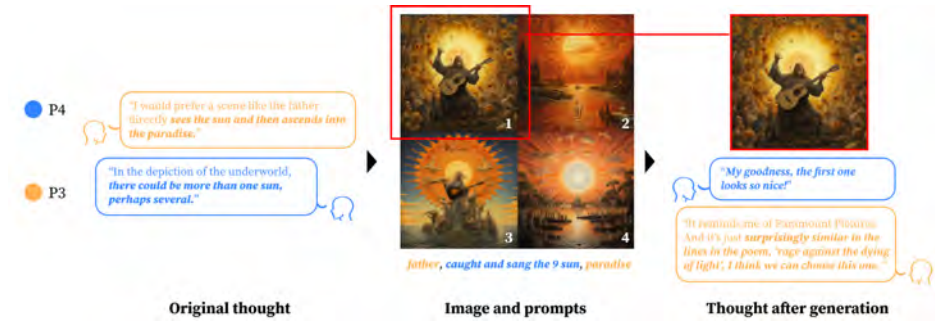 P4
P3
"I would prefer a scene like the father
directly sees the sun and then ascends into
the paradise."
"In the depiction of the underworld,
there could be more than one sun,
perhaps several."
Original thought
1
2
3
4
father, caught and sang the 9 sun, paradise
Image and prompts
"My goodness, the first one
looks so nice!"
"It reminds me of Paramount Pictures.
And it's just surprisingly similar to the
lines in the poem, 'rage against the dying
of light', I think we can choose this one."
Thought after generation